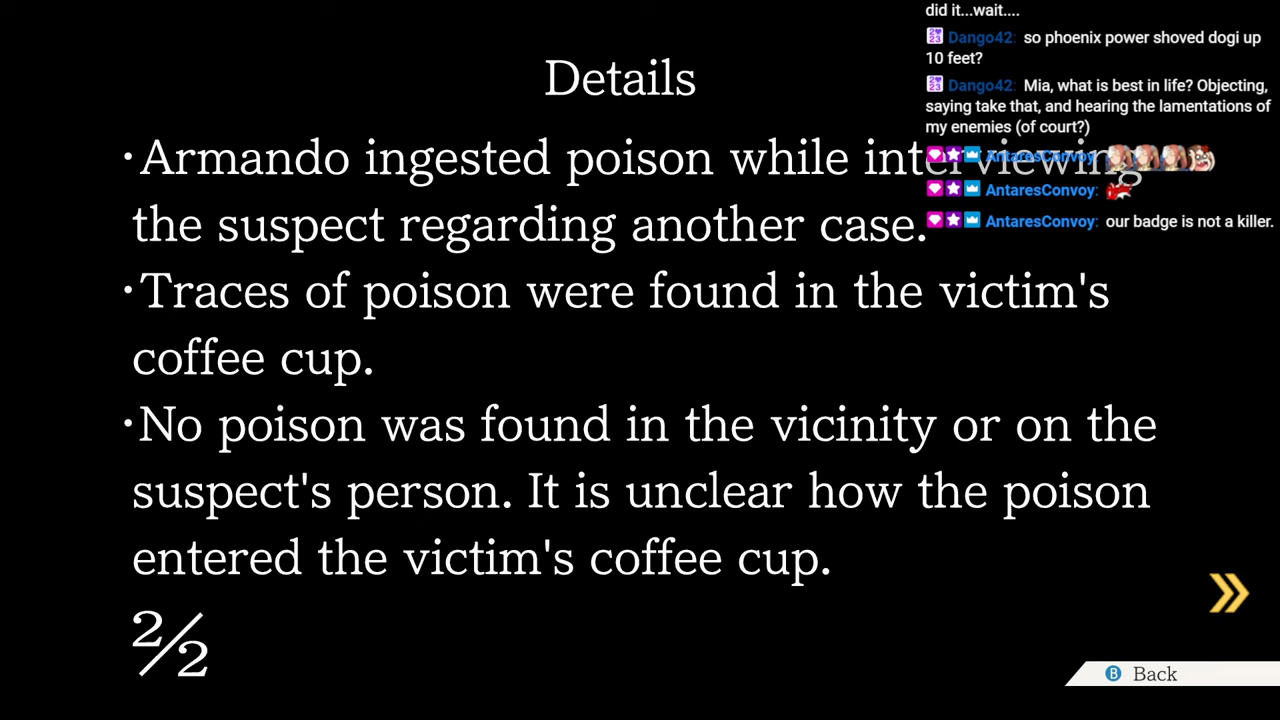 Details
·Armando ingested poison while interviewing
the suspect regarding another case.
·Traces of poison were found in the victim's
coffee cup.
·No poison was found in the vicinity or on the
suspect's person. It is unclear how the poison
entered the victim's coffee cup.
2/2
B Back
did it...wait....
Dango42: so phoenix power shoved dogi up
10 feet?
Dango42: Mia, what is best in life? Objecting,
saying take that, and hearing the lamentations of
my enemies (of court?)
AntaresConvoy:
AntaresConvoy:
AntaresConvoy: our badge is not a killer.